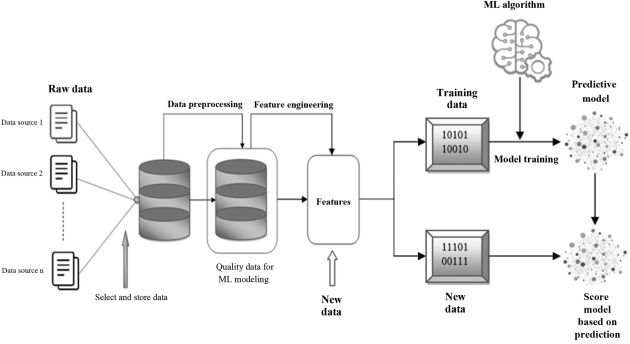 ML algorithm
Raw data
Training
data
Predictive
model
Data preprocessing
Feature engineering
Data source 1
10101
10010
Model training
Data source 2
Features
11101
00111
Data source n
Quality data for
ML modeling
Select and store data
New
data
New
data
Score
model
based on
prediction